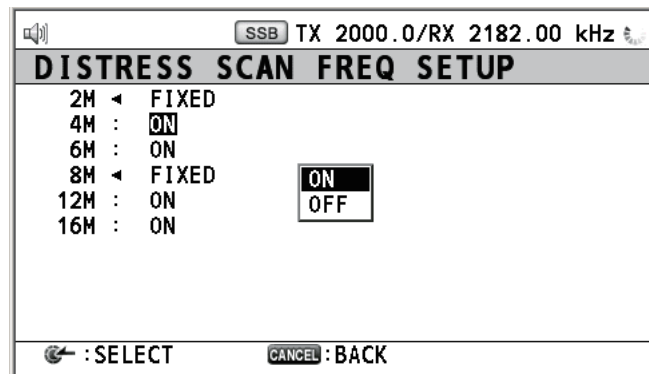 SSB TX 2000.0/RX 2182.00 kHz
DISTRESS SCAN FREQ SETUP
2M ◄ FIXED
4M : ON
6M : ON
8M ◄ FIXED
12M : ON
16M : ON
ON
OFF
:SELECT CANCEL :BACK